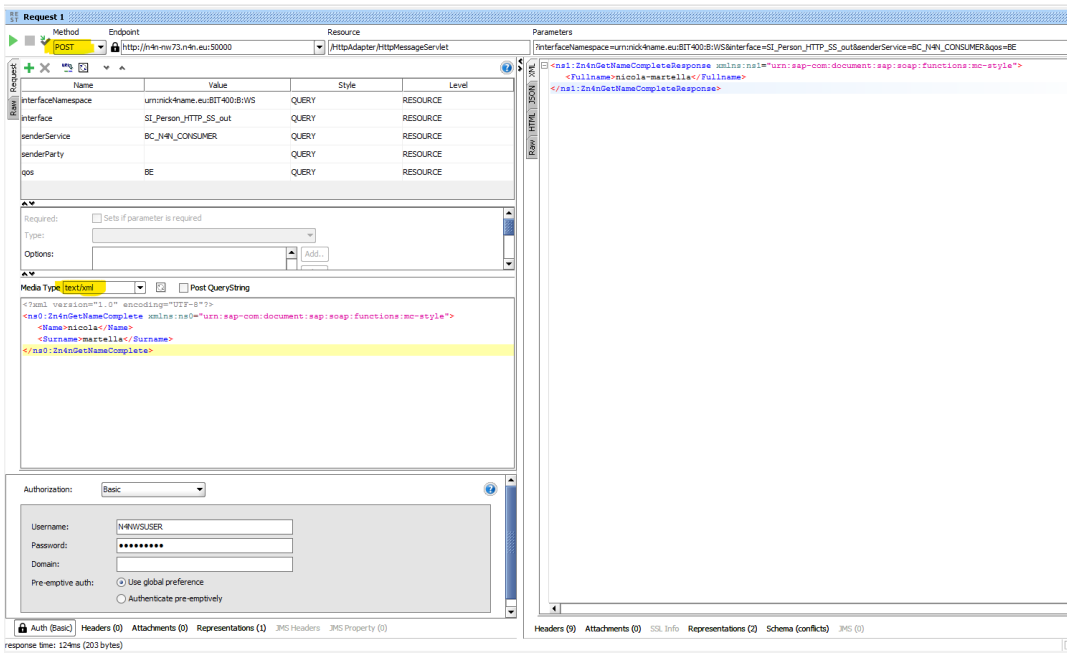 Request 1
Method Endpoint Resource Parameters
POST http://n4n-nw73.n4n.eu:50000 /HttpAdapter/HttpMessageServlet ?interfaceNamespace=urn:nick4name.eu:BIT400:B:WS&interface=SI_Person_HTTP_SS_out&senderService=BC_N4N_CONSUMER&qos=BE
Request
Raw
Name Value Style Level
interfaceNamespace urn:nick4name.eu:BIT400:B:WS QUERY RESOURCE
interface SI_Person_HTTP_SS_out QUERY RESOURCE
senderService BC_N4N_CONSUMER QUERY RESOURCE
senderParty QUERY RESOURCE
qos BE QUERY RESOURCE
Required: Sets if parameter is required
Type:
Options: Add...
Media Type text/xml Post QueryString
<?xml version="1.0" encoding="UTF-8"?>
<ns0:Zn4nGetNameComplete xmlns:ns0="urn:sap-com:document:sap:soap:functions:mc-style">
<Name>nicola</Name>
<Surname>martella</Surname>
</ns0:Zn4nGetNameComplete>
Authorization: Basic
Username: N4NWSUSER
Password: •••••••••
Domain:
Pre-emptive auth: Use global preference
Authenticate pre-emptively
Auth (Basic) Headers (0) Attachments (0) Representations (1) JMS Headers JMS Property (0)
response time: 124ms (203 bytes)
XML
JSON
HTML
Raw
<ns1:Zn4nGetNameCompleteResponse xmlns:ns1="urn:sap-com:document:sap:soap:functions:mc-style">
<Fullname>nicola-martella</Fullname>
</ns1:Zn4nGetNameCompleteResponse>
Headers (9) Attachments (0) SSL Info Representations (2) Schema (conflicts) JMS (0)